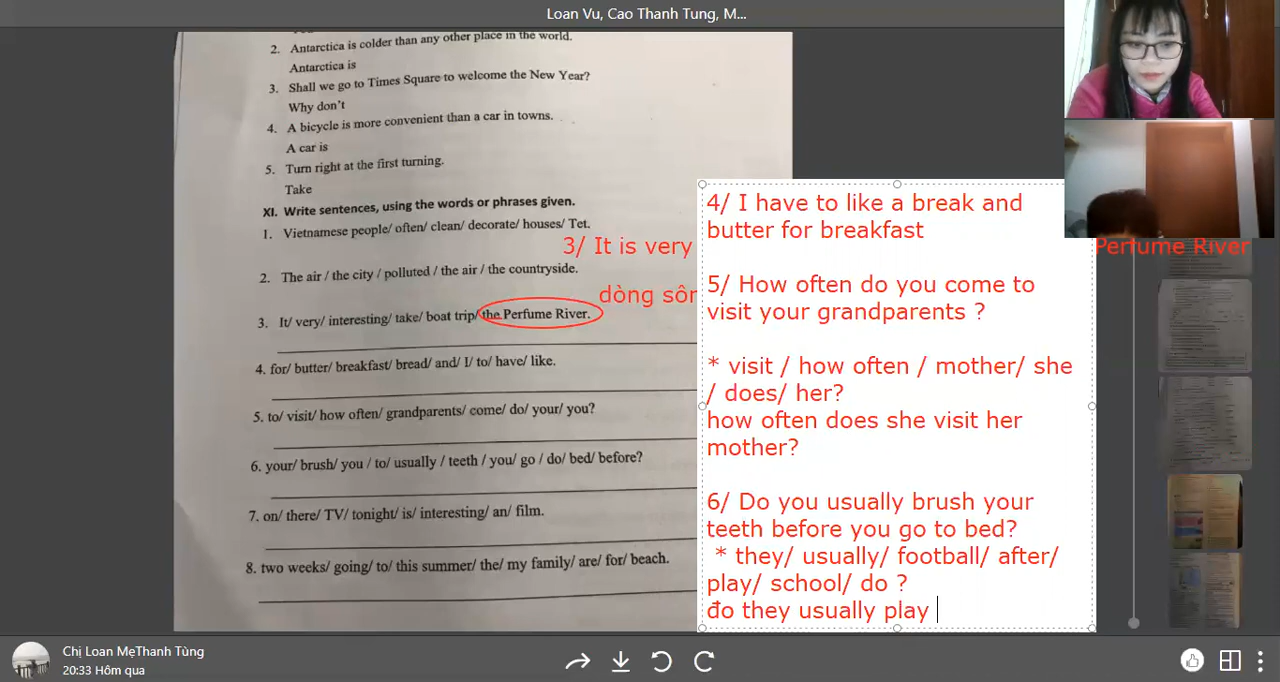 Loan Vu, Cao Thanh Tung, M...
2. Antarctica is colder than any other place in the world.
Antarctica is
3. Shall we go to Times Square to welcome the New Year?
Why don't
4. A bicycle is more convenient than a car in towns.
A car is
5. Turn right at the first turning.
Take
XI. Write sentences, using the words or phrases given.
1. Vietnamese people/ often/ clean/ decorate/ houses/ Tet.
3/ It is very
Perfume River
2. The air / the city / polluted / the air / the countryside.
dòng sôn
3. It/ very/ interesting/ take/ boat trip/ the Perfume River.
4. for/ butter/ breakfast/ bread/ and/ I/ to/ have/ like.
5. to/ visit/ how often/ grandparents/ come/ do/ your/ you?
6. your/ brush/ you / to/ usually / teeth / you/ go / do/ bed/ before?
7. on/ there/ TV/ tonight/ is/ interesting/ an/ film.
8. two weeks/ going/ to/ this summer/ the/ my family/ are/ for/ beach.
4/ I have to like a break and
butter for breakfast
5/ How often do you come to
visit your grandparents ?
* visit / how often / mother/ she
/ does/ her?
how often does she visit her
mother?
6/ Do you usually brush your
teeth before you go to bed?
* they/ usually/ football/ after/
play/ school/ do ?
đo they usually play
Chị Loan MẹThanh Tùng
20:33 Hôm qua